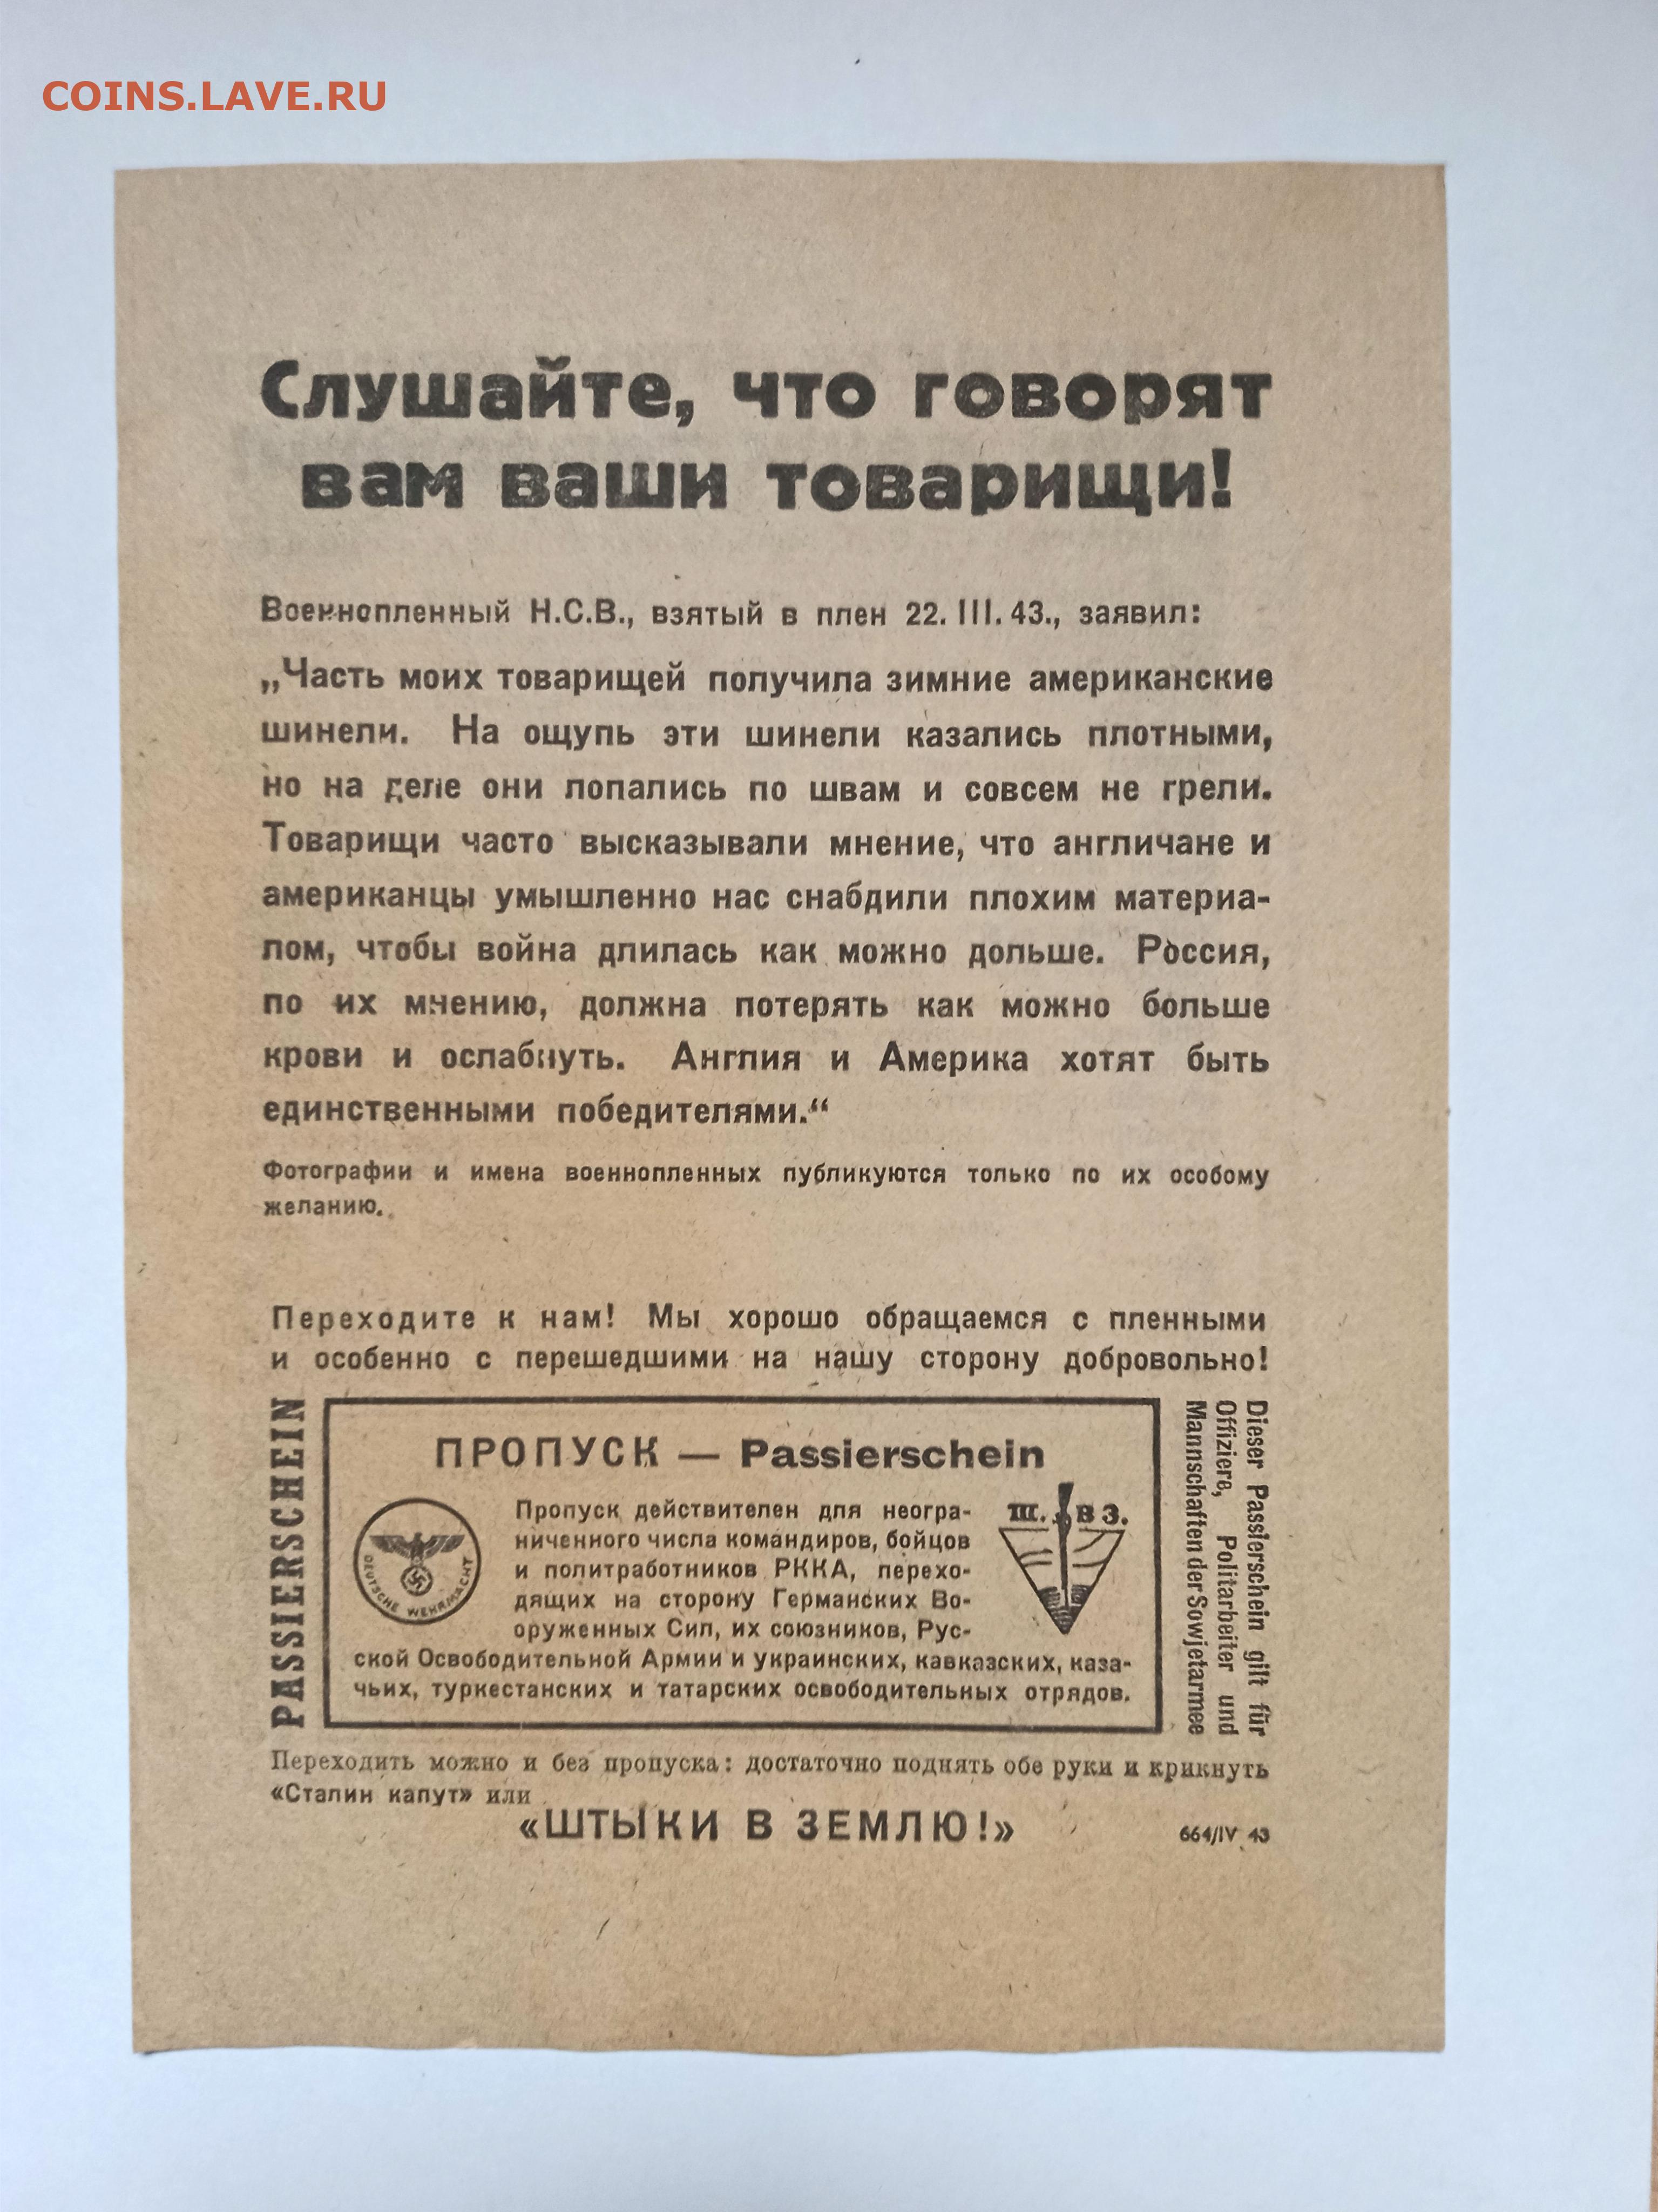 COINS.LAVE.RU
Слушайте, что говорят
вам ваши товарищи!
Военнопленный Н.С.В., взятый в плен 22. III. 43., заявил:
„Часть моих товарищей получила зимние американские
шинели. На ощупь эти шинели казались плотными,
но на деле они лопались по швам и совсем не грели.
Товарищи часто высказывали мнение, что англичане и
американцы умышленно нас снабдили плохим материа-
лом, чтобы война длилась как можно дольше. Россия,
по их мнению, должна потерять как можно больше
крови и ослабнуть. Англия и Америка хотят быть
единственными победителями.“
Фотографии и имена военнопленных публикуются только по их особому
желанию.
Переходите к нам! Мы хорошо обращаемся с пленными
и особенно с перешедшими на нашу сторону добровольно!
PASSIERSCHEIN
ПРОПУСК — Passierschein
DEUTSCHE WEHRMACHT
Пропуск действителен для неогра-
ниченного числа командиров, бойцов
и политработников РККА, перехо-
дящих на сторону Германских Во-
оруженных Сил, их союзников, Рус-
ской Освободительной Армии и украинских, кавказских, каза-
чьих, туркестанских и татарских освободительных отрядов.
Ш. В З.
Dieser Passierschein gilt für
Offiziere, Politarbeiter und
Mannschaften der Sowjetarmee
Переходить можно и без пропуска: достаточно поднять обе руки и крикнуть
«Сталин капут» или
«ШТЫКИ В ЗЕМЛЮ!»
664/IV 43